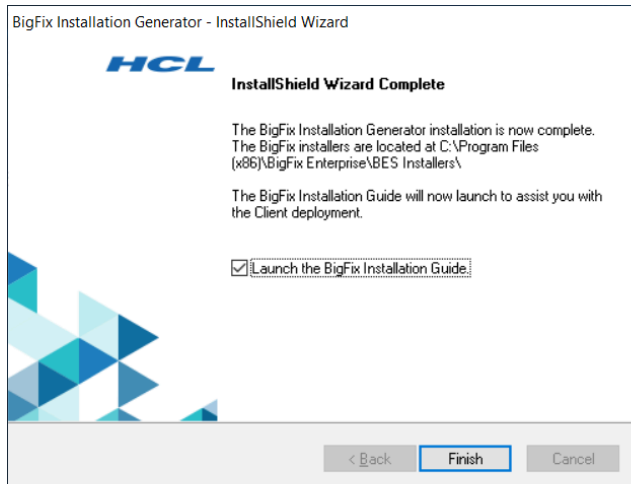 BigFix Installation Generator - InstallShield Wizard
HCL
InstallShield Wizard Complete
The BigFix Installation Generator installation is now complete.
The BigFix installers are located at C:\Program Files
(x86)\BigFix Enterprise\BES Installers\
The BigFix Installation Guide will now launch to assist you with
the Client deployment.
Launch the BigFix Installation Guide.
< Back
Finish
Cancel